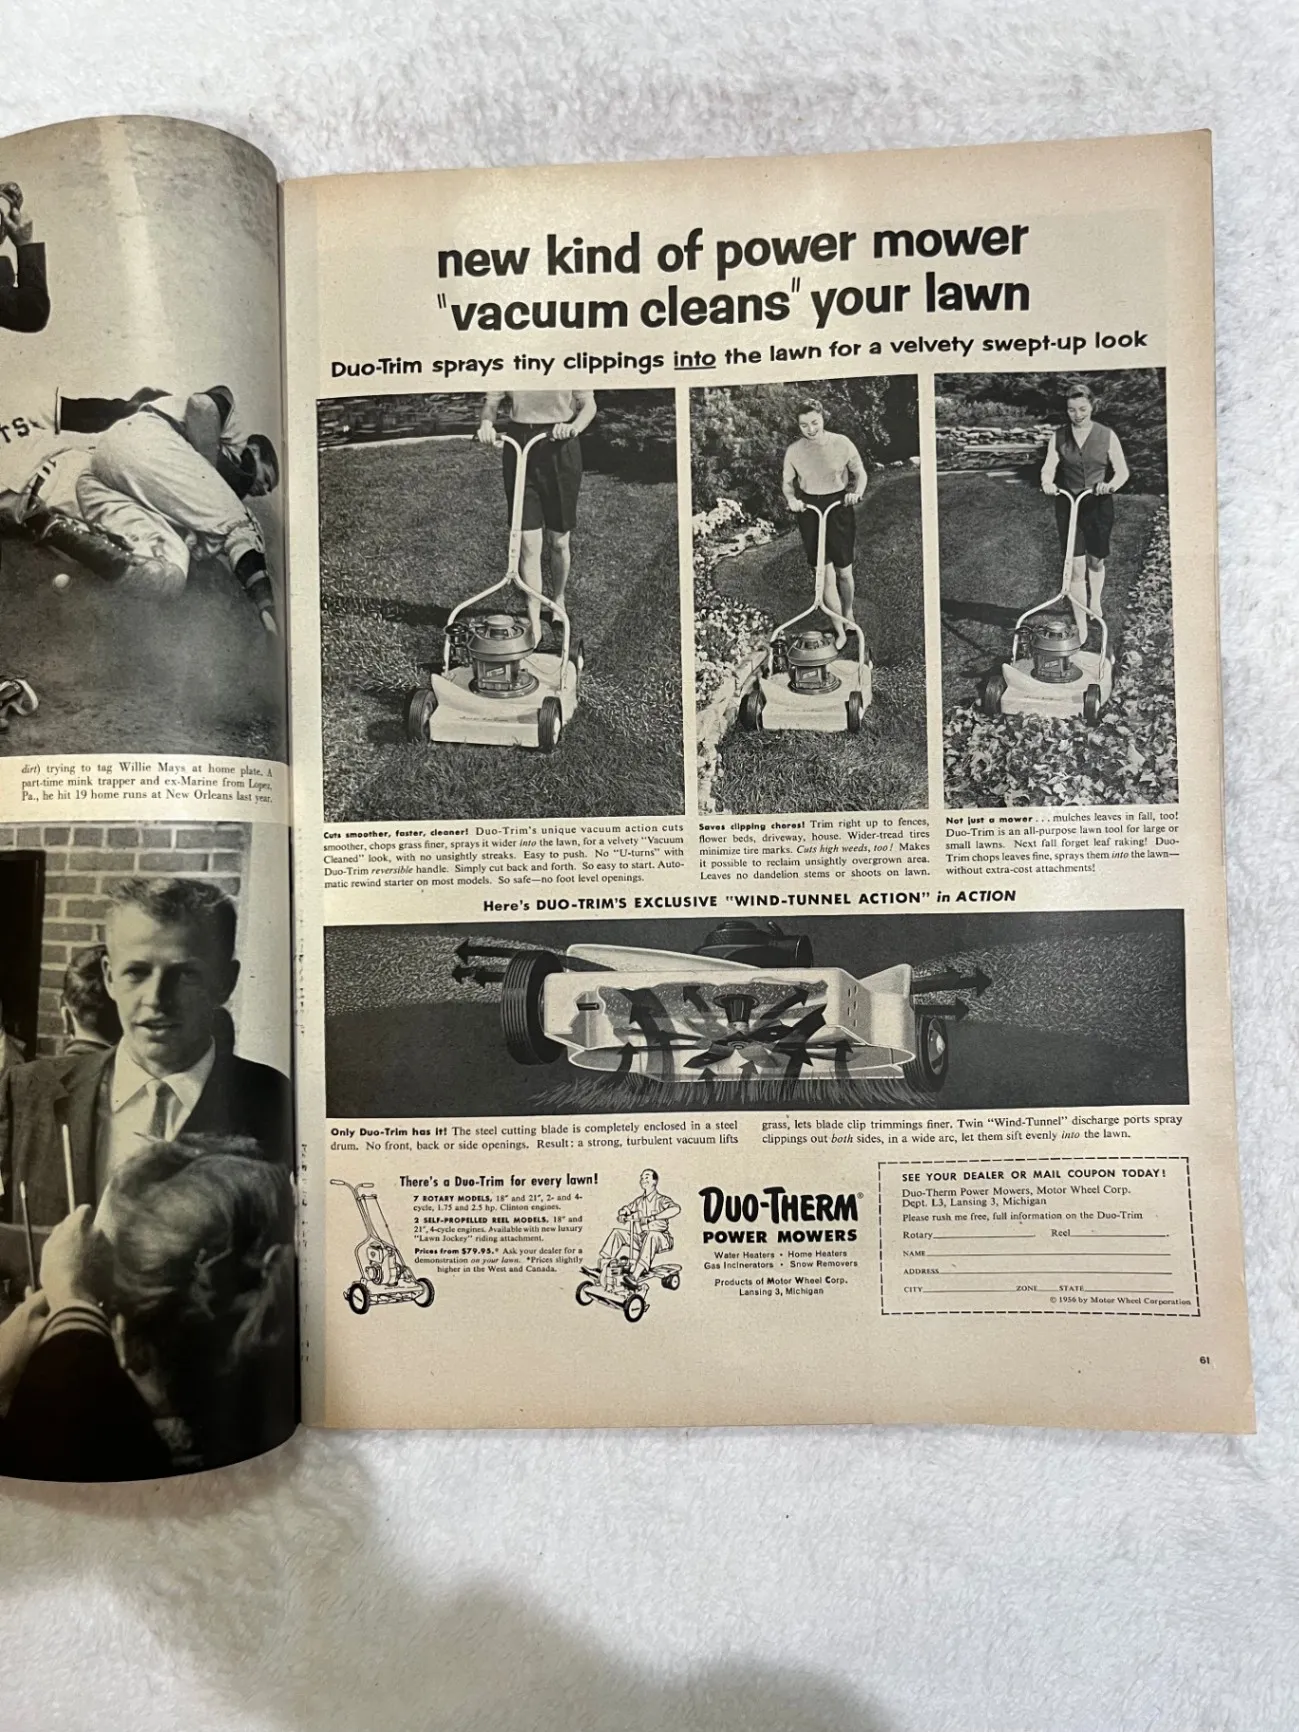 TS
dirt) trying to tag Willie Mays at home plate. A
part-time mink trapper and ex-Marine from Lopez,
Pa., he hit 19 home runs at New Orleans last year.
new kind of power mower
"vacuum cleans" your lawn
Duo-Trim sprays tiny clippings into the lawn for a velvety swept-up look
Cuts smoother, faster, cleaner! Duo-Trim's unique vacuum action cuts
smoother, chops grass finer, sprays it wider into the lawn, for a velvety "Vacuum
Cleaned" look, with no unsightly streaks. Easy to push. No "U-turns" with
Duo-Trim reversible handle. Simply cut back and forth. So easy to start. Auto-
matic rewind starter on most models. So safe—no foot level openings.
Saves clipping chores! Trim right up to fences,
flower beds, driveway, house. Wider-tread tires
minimize tire marks. Cuts high weeds, too! Makes
it possible to reclaim unsightly overgrown area.
Leaves no dandelion stems or shoots on lawn.
Not just a mower . . . mulches leaves in fall, too!
Duo-Trim is an all-purpose lawn tool for large or
small lawns. Next fall forget leaf raking! Duo-
Trim chops leaves fine, sprays them into the lawn—
without extra-cost attachments!
Here's DUO-TRIM'S EXCLUSIVE "WIND-TUNNEL ACTION" in ACTION
Only Duo-Trim has it! The steel cutting blade is completely enclosed in a steel
drum. No front, back or side openings. Result: a strong, turbulent vacuum lifts
grass, lets blade clip trimmings finer. Twin "Wind-Tunnel" discharge ports spray
clippings out both sides, in a wide arc, let them sift evenly into the lawn.
There's a Duo-Trim for every lawn!
7 ROTARY MODELS, 18" and 21", 2- and 4-
cycle, 1.75 and 2.5 hp. Clinton engines.
2 SELF-PROPELLED REEL MODELS, 18" and
21", 4-cycle engines. Available with new luxury
"Lawn Jockey" riding attachment.
Prices from $79.95.* Ask your dealer for a
demonstration on your lawn. *Prices slightly
higher in the West and Canada.
DUO-THERM®
POWER MOWERS
Water Heaters • Home Heaters
Gas Incinerators • Snow Removers
Products of Motor Wheel Corp.
Lansing 3, Michigan
SEE YOUR DEALER OR MAIL COUPON TODAY!
Duo-Therm Power Mowers, Motor Wheel Corp.
Dept. L3, Lansing 3, Michigan
Please rush me free, full information on the Duo-Trim
Rotary Reel
NAME
ADDRESS
CITY ZONE STATE
© 1956 by Motor Wheel Corporation
61